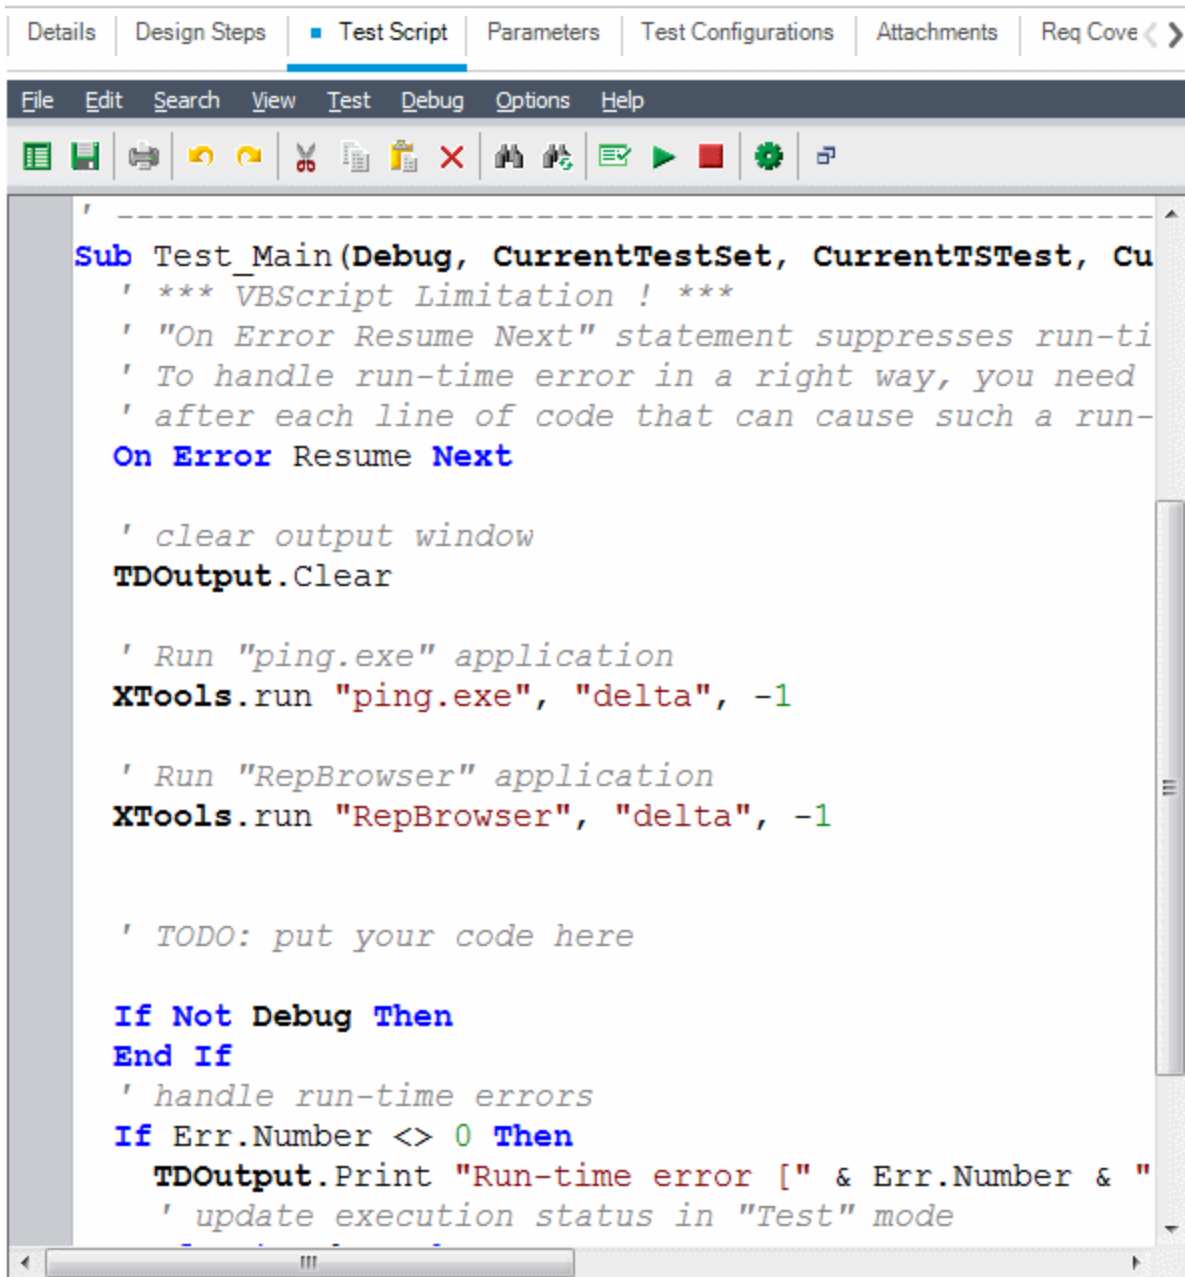 Details Design Steps Test Script Parameters Test Configurations Attachments Req Cove
File Edit Search View Test Debug Options Help
' ----------------------------------------------------
Sub Test_Main(Debug, CurrentTestSet, CurrentTSTest, Cu
' *** VBScript Limitation ! ***
' "On Error Resume Next" statement suppresses run-ti
' To handle run-time error in a right way, you need
' after each line of code that can cause such a run-
On Error Resume Next
' clear output window
TDOutput.Clear
' Run "ping.exe" application
XTools.run "ping.exe", "delta", -1
' Run "RepBrowser" application
XTools.run "RepBrowser", "delta", -1
' TODO: put your code here
If Not Debug Then
End If
' handle run-time errors
If Err.Number <> 0 Then
TDOutput.Print "Run-time error [" & Err.Number & "
' update execution status in "Test" mode